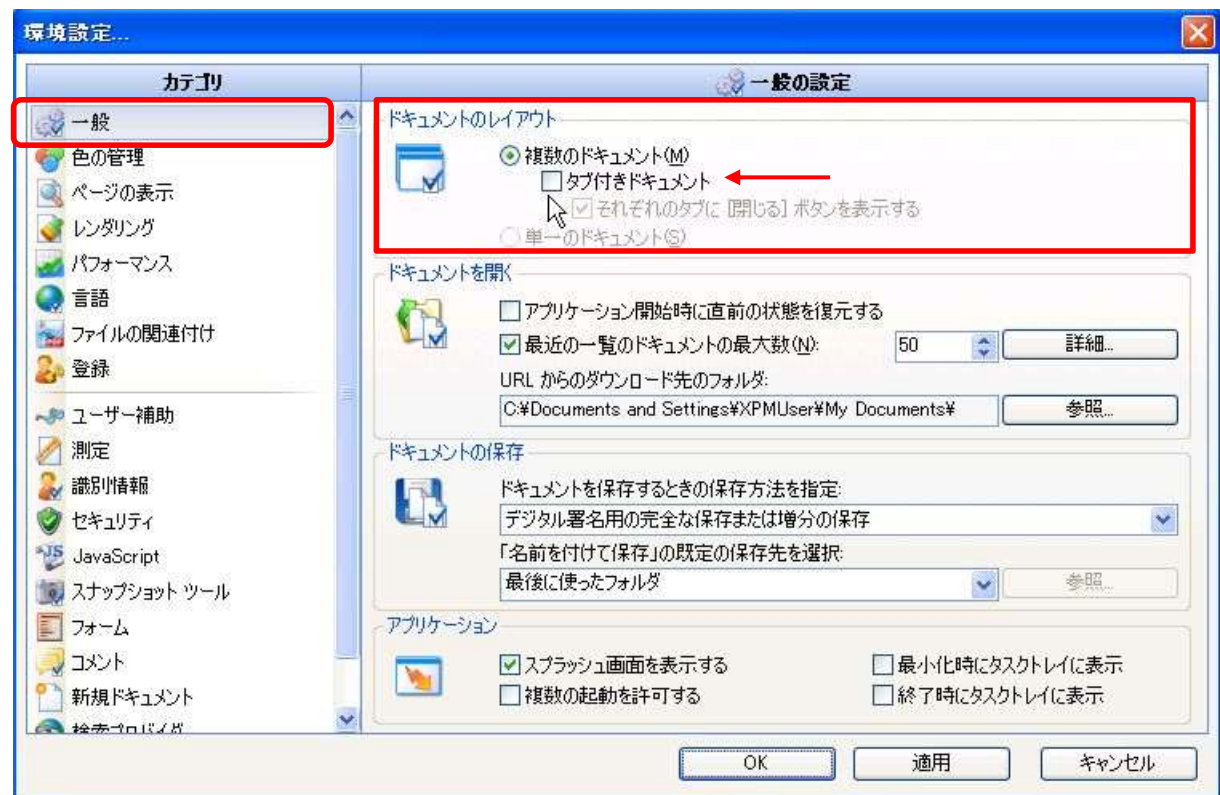 環境設定...
カテゴリ
一般
色の管理
ページの表示
レンダリング
パフォーマンス
言語
ファイルの関連付け
登録
ユーザー補助
測定
識別情報
セキュリティ
JavaScript
スナップショット ツール
フォーム
コメント
新規ドキュメント
検索プロバイダ
一般の設定
ドキュメントのレイアウト
複数のドキュメント(M)
タブ付きドキュメント
それぞれのタブに [閉じる] ボタンを表示する
単一のドキュメント(S)
ドキュメントを開く
アプリケーション開始時に直前の状態を復元する
最近の一覧のドキュメントの最大数(N): 50 詳細...
URL からのダウンロード先のフォルダ:
C:¥Documents and Settings¥XPMUser¥My Documents¥ 参照...
ドキュメントの保存
ドキュメントを保存するときの保存方法を指定:
デジタル署名用の完全な保存または増分の保存
「名前を付けて保存」の既定の保存先を選択:
最後に使ったフォルダ 参照...
アプリケーション
スプラッシュ画面を表示する 最小化時にタスクトレイに表示
複数の起動を許可する 終了時にタスクトレイに表示
OK 適用 キャンセル